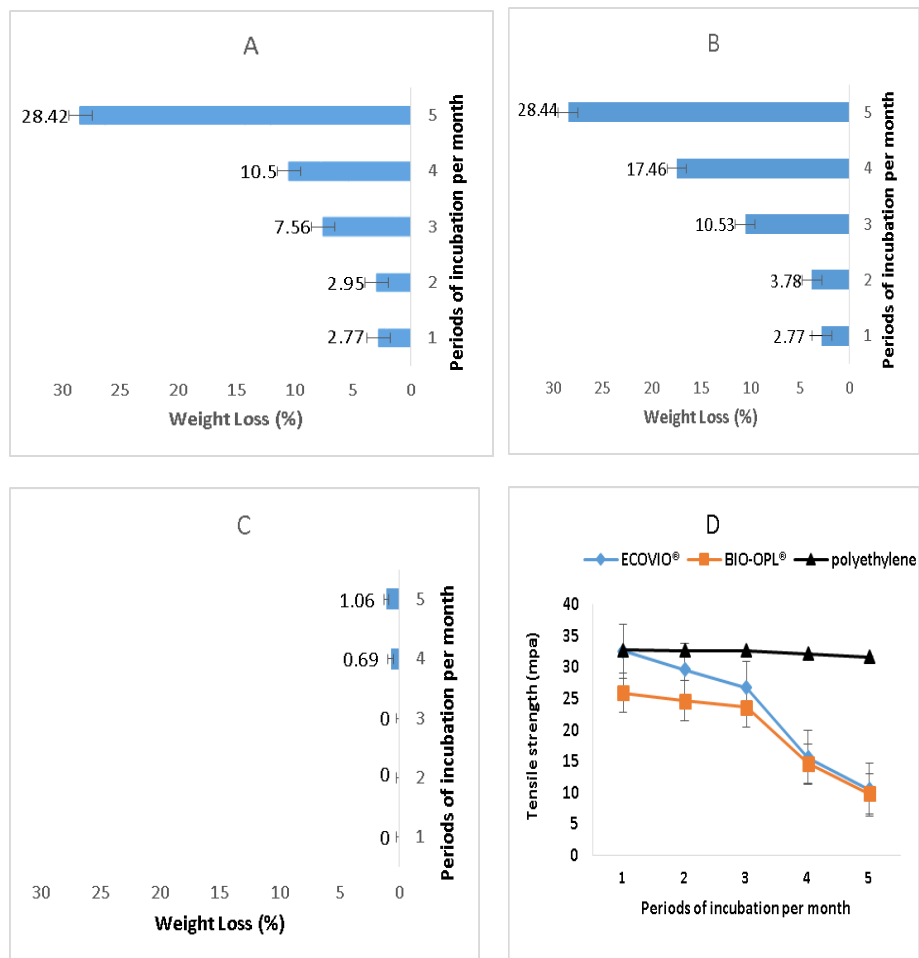 A
28.42
5
10.5
4
7.56
3
2.95
2
2.77
1
Periods of incubation per month
30 25 20 15 10 5 0
Weight Loss (%)
B
28.44
5
17.46
4
10.53
3
3.78
2
2.77
1
Periods of incubation per month
30 25 20 15 10 5 0
Weight Loss (%)
C
1.06
5
0.69
4
0
3
0
2
0
1
Periods of incubation per month
30 25 20 15 10 5 0
Weight Loss (%)
D
ECOVIO® BIO-OPL® polyethylene
40
35
30
25
20
15
10
5
0
Tensile strength (mpa)
1 2 3 4 5
Periods of incubation per month